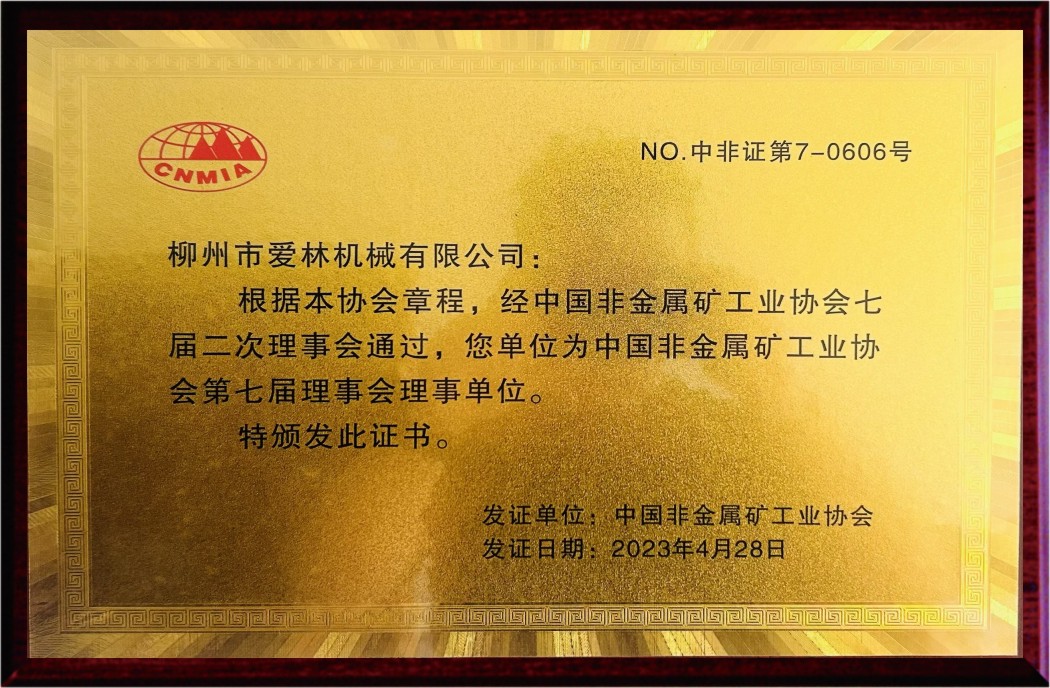 CNMIA
NO.中非证第7-0606号
柳州市爱林机械有限公司:
根据本协会章程，经中国非金属矿工业协会七
届二次理事会通过，您单位为中国非金属矿工业协
会第七届理事会理事单位。
特颁发此证书。
发证单位：中国非金属矿工业协会
发证日期：2023年4月28日